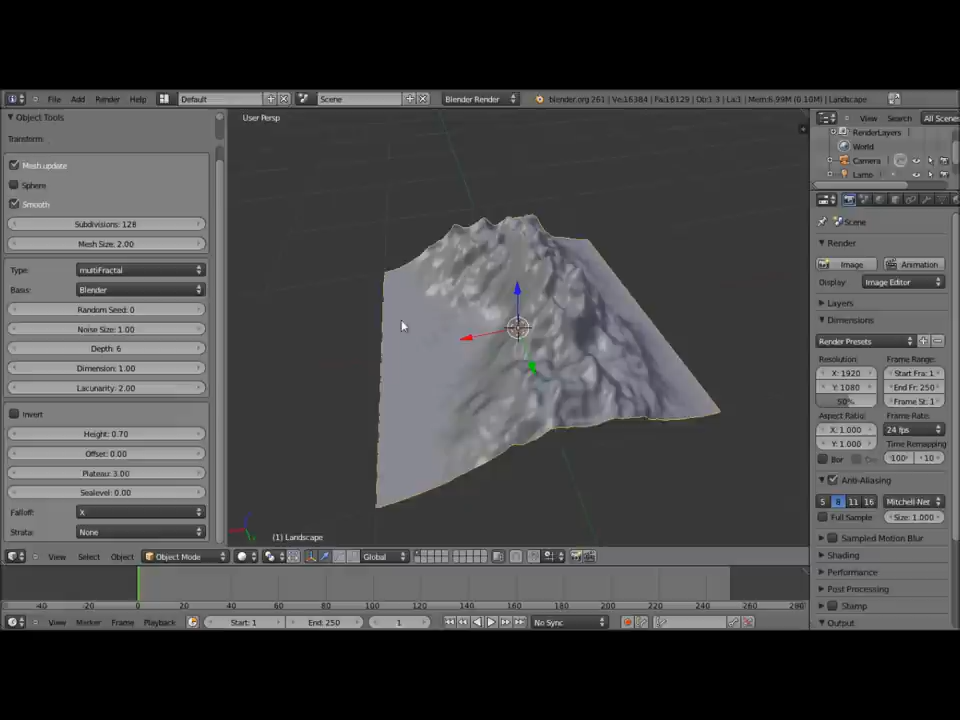 File Add Render Help Default Scene Blender Render blender.org 261 | Ve:16384 | Fa:16129 | Ob:1-3 | La:1 | Mem:6.99M (0.10M) | Landscape
Object Tools
Transform:
Mesh update
Sphere
Smooth
Subdivisions: 128
Mesh Size: 2.00
Type: multiFractal
Basis: Blender
Random Seed: 0
Noise Size: 1.00
Depth: 6
Dimension: 1.00
Lacunarity: 2.00
Invert
Height: 0.70
Offset: 0.00
Plateau: 3.00
Sealevel: 0.00
Falloff: X
Strata: None
User Persp
(1) Landscape
View Search All Scenes
RenderLayers
World
Camera
Lamp
Scene
Render
Image Animation
Display Image Editor
Layers
Dimensions
Render Presets
Resolution: Frame Range:
X: 1920 Start Fra: 1
Y: 1080 End Fr: 250
50% Frame St: 1
Aspect Ratio: Frame Rate:
X: 1.000 24 fps
Y: 1.000 Time Remapping
Bor 100 10
Anti-Aliasing
5 8 11 16 Mitchell-Net
Full Sample Size: 1.000
Sampled Motion Blur
Shading
Performance
Post Processing
Stamp
Output
View Select Object Object Mode Global
-40 -20 0 20 40 60 80 100 120 140 160 180 200 220 240 260 280
View Marker Frame Playback Start: 1 End: 250 1 No Sync